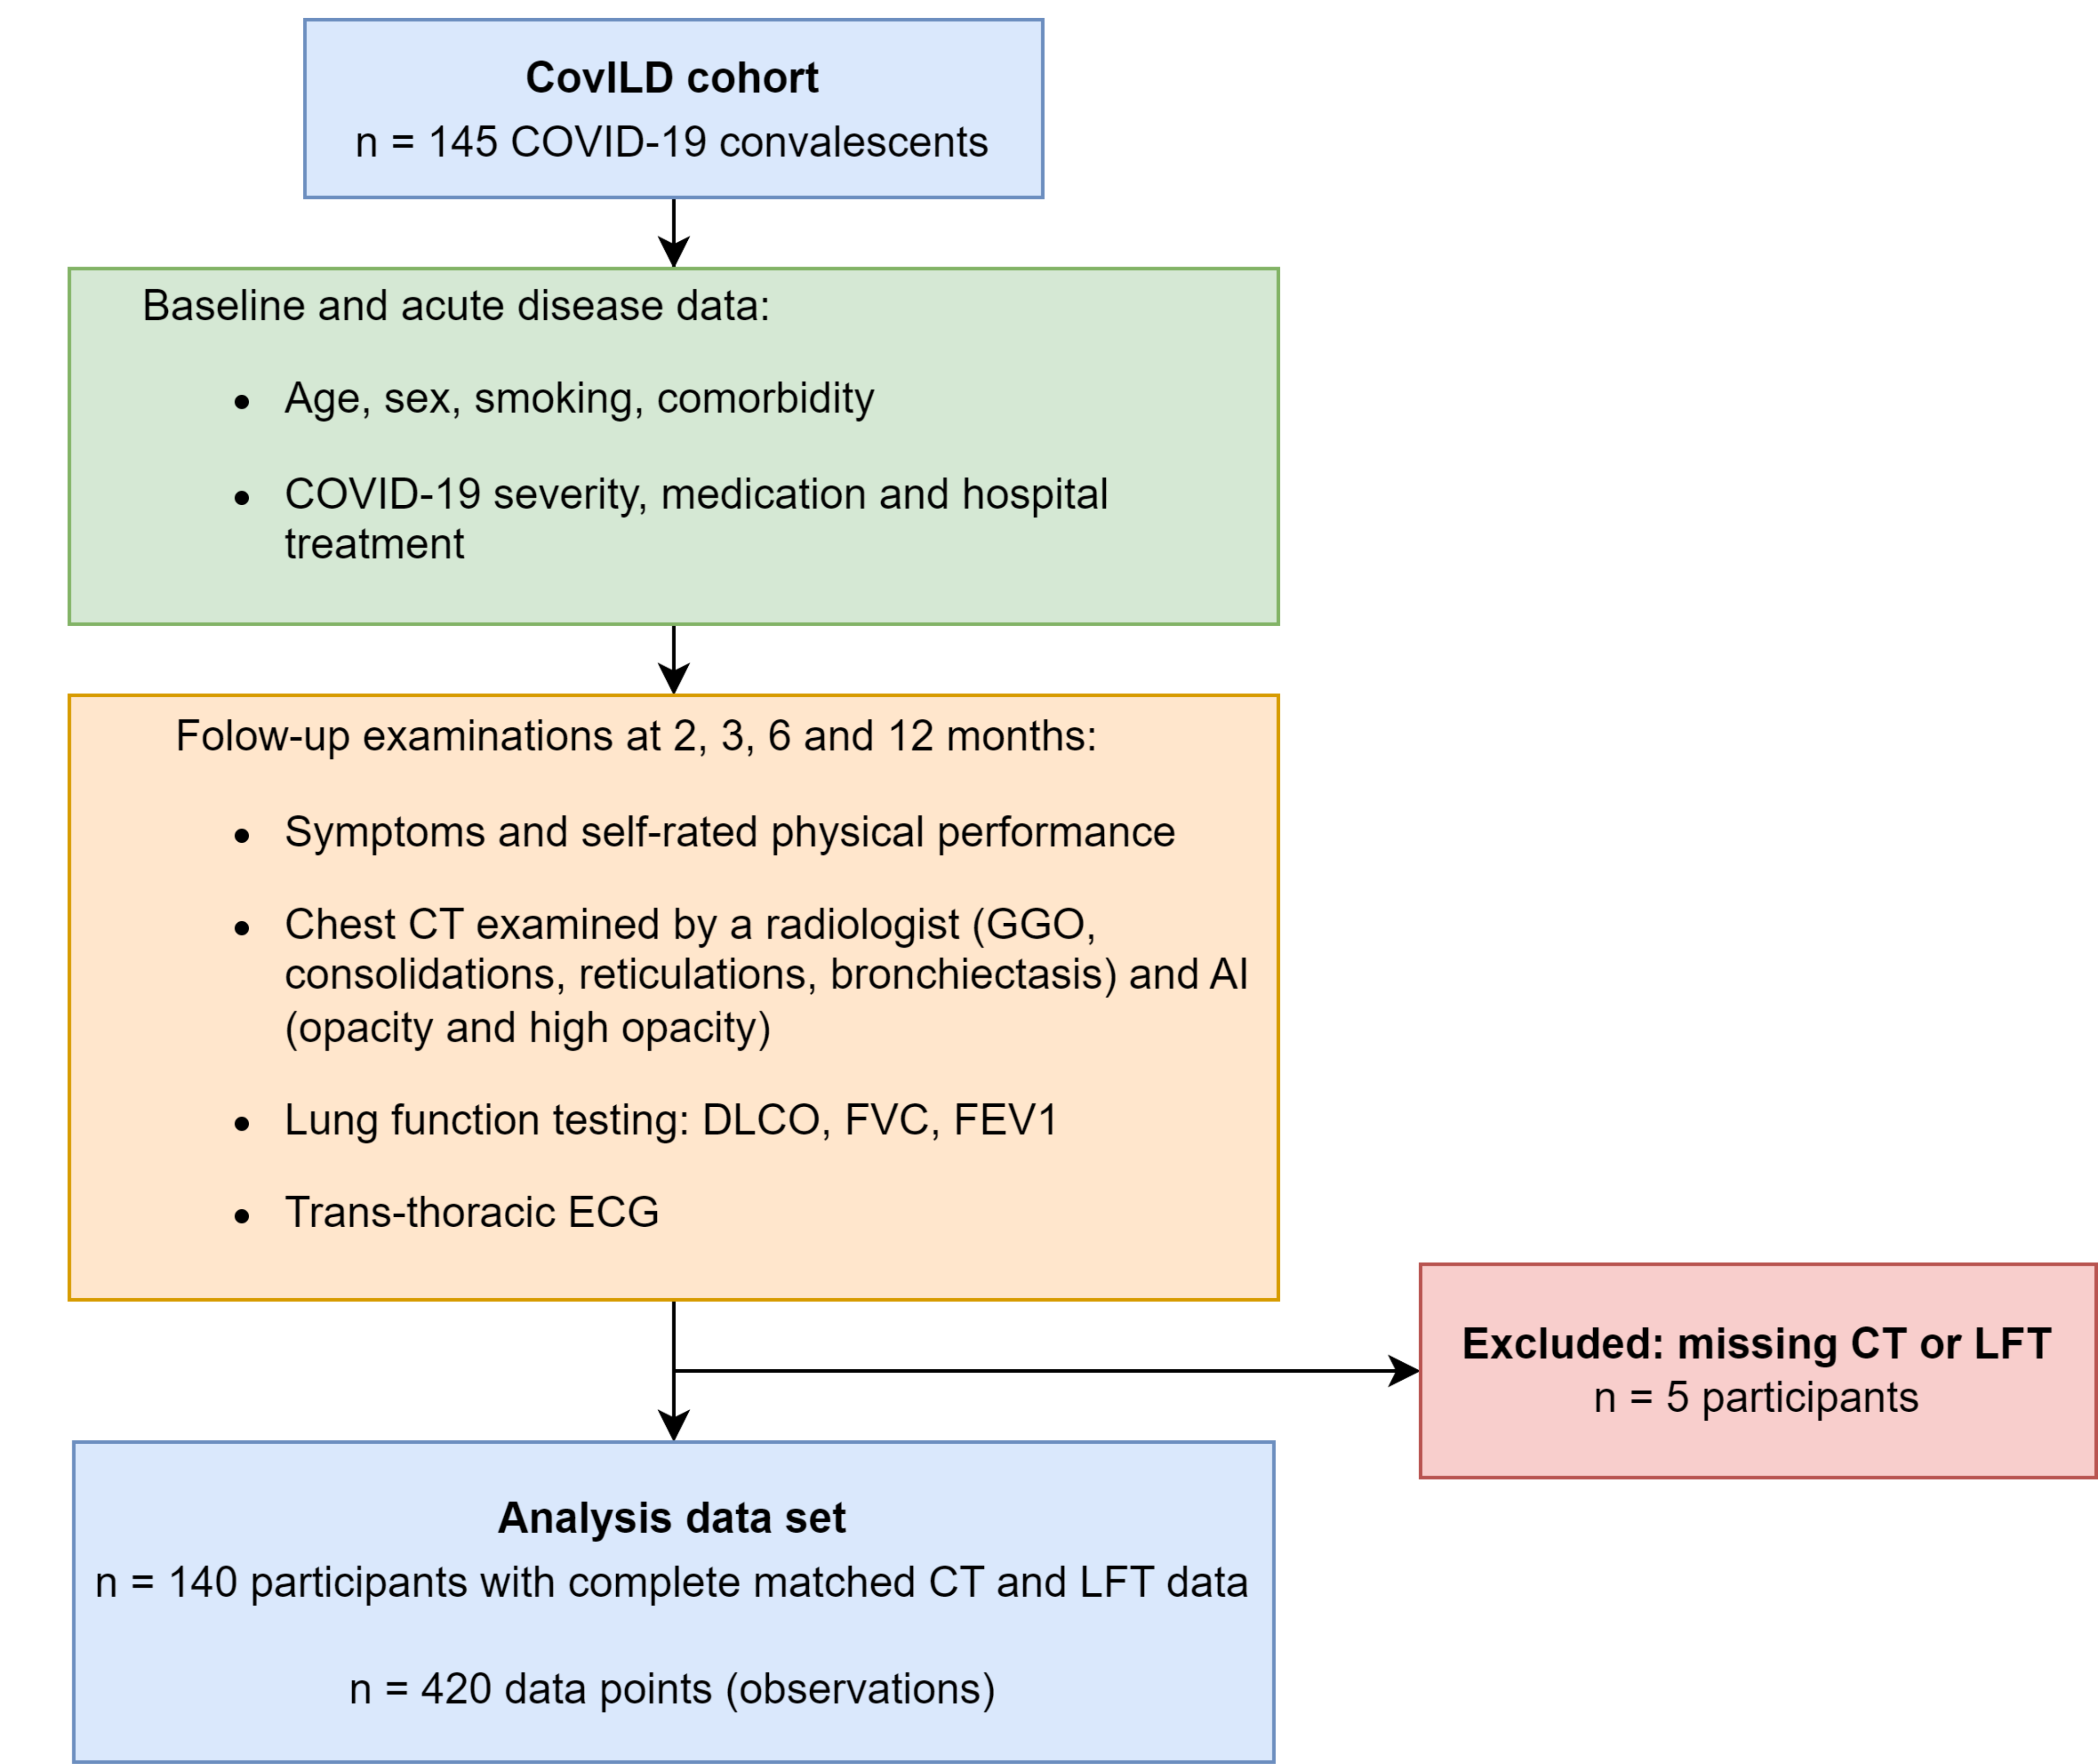 CovILD cohort
n = 145 COVID-19 convalescents
Baseline and acute disease data:
• Age, sex, smoking, comorbidity
• COVID-19 severity, medication and hospital
treatment
Folow-up examinations at 2, 3, 6 and 12 months:
• Symptoms and self-rated physical performance
• Chest CT examined by a radiologist (GGO,
consolidations, reticulations, bronchiectasis) and AI
(opacity and high opacity)
• Lung function testing: DLCO, FVC, FEV1
• Trans-thoracic ECG
Excluded: missing CT or LFT
n = 5 participants
Analysis data set
n = 140 participants with complete matched CT and LFT data
n = 420 data points (observations)